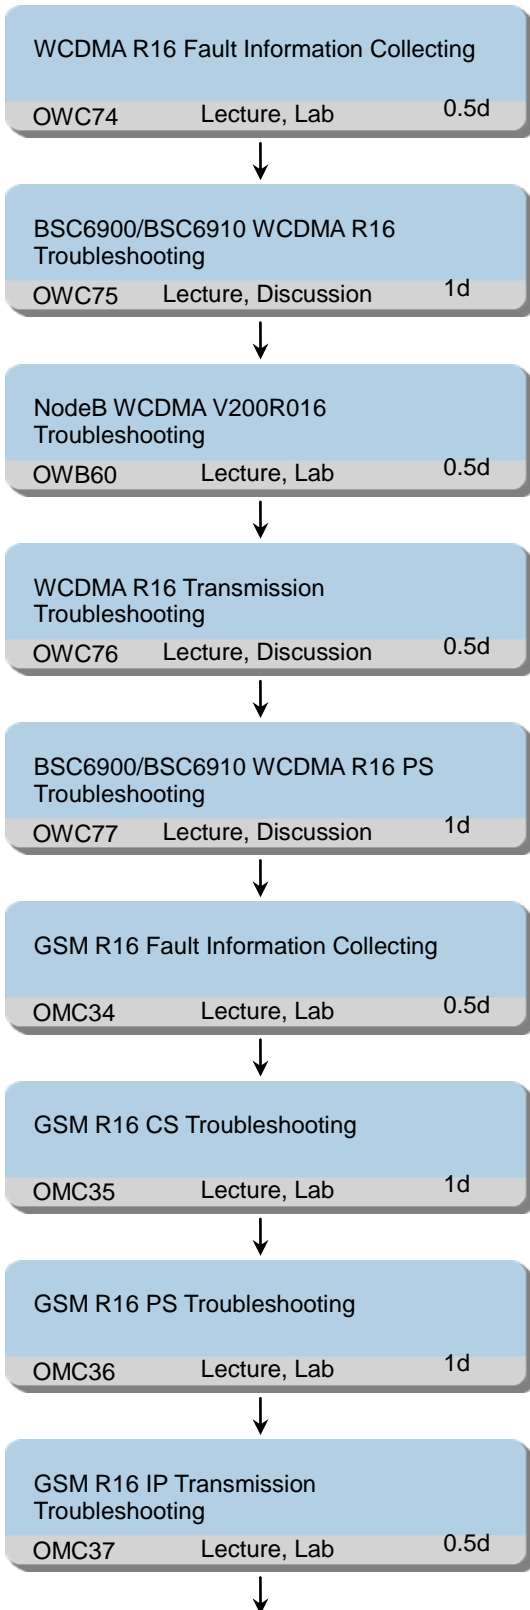 WCDMA R16 Fault Information Collecting
OWC74 Lecture, Lab 0.5d
BSC6900/BSC6910 WCDMA R16
Troubleshooting
OWC75 Lecture, Discussion 1d
NodeB WCDMA V200R016
Troubleshooting
OWB60 Lecture, Lab 0.5d
WCDMA R16 Transmission
Troubleshooting
OWC76 Lecture, Discussion 0.5d
BSC6900/BSC6910 WCDMA R16 PS
Troubleshooting
OWC77 Lecture, Discussion 1d
GSM R16 Fault Information Collecting
OMC34 Lecture, Lab 0.5d
GSM R16 CS Troubleshooting
OMC35 Lecture, Lab 1d
GSM R16 PS Troubleshooting
OMC36 Lecture, Lab 1d
GSM R16 IP Transmission
Troubleshooting
OMC37 Lecture, Lab 0.5d